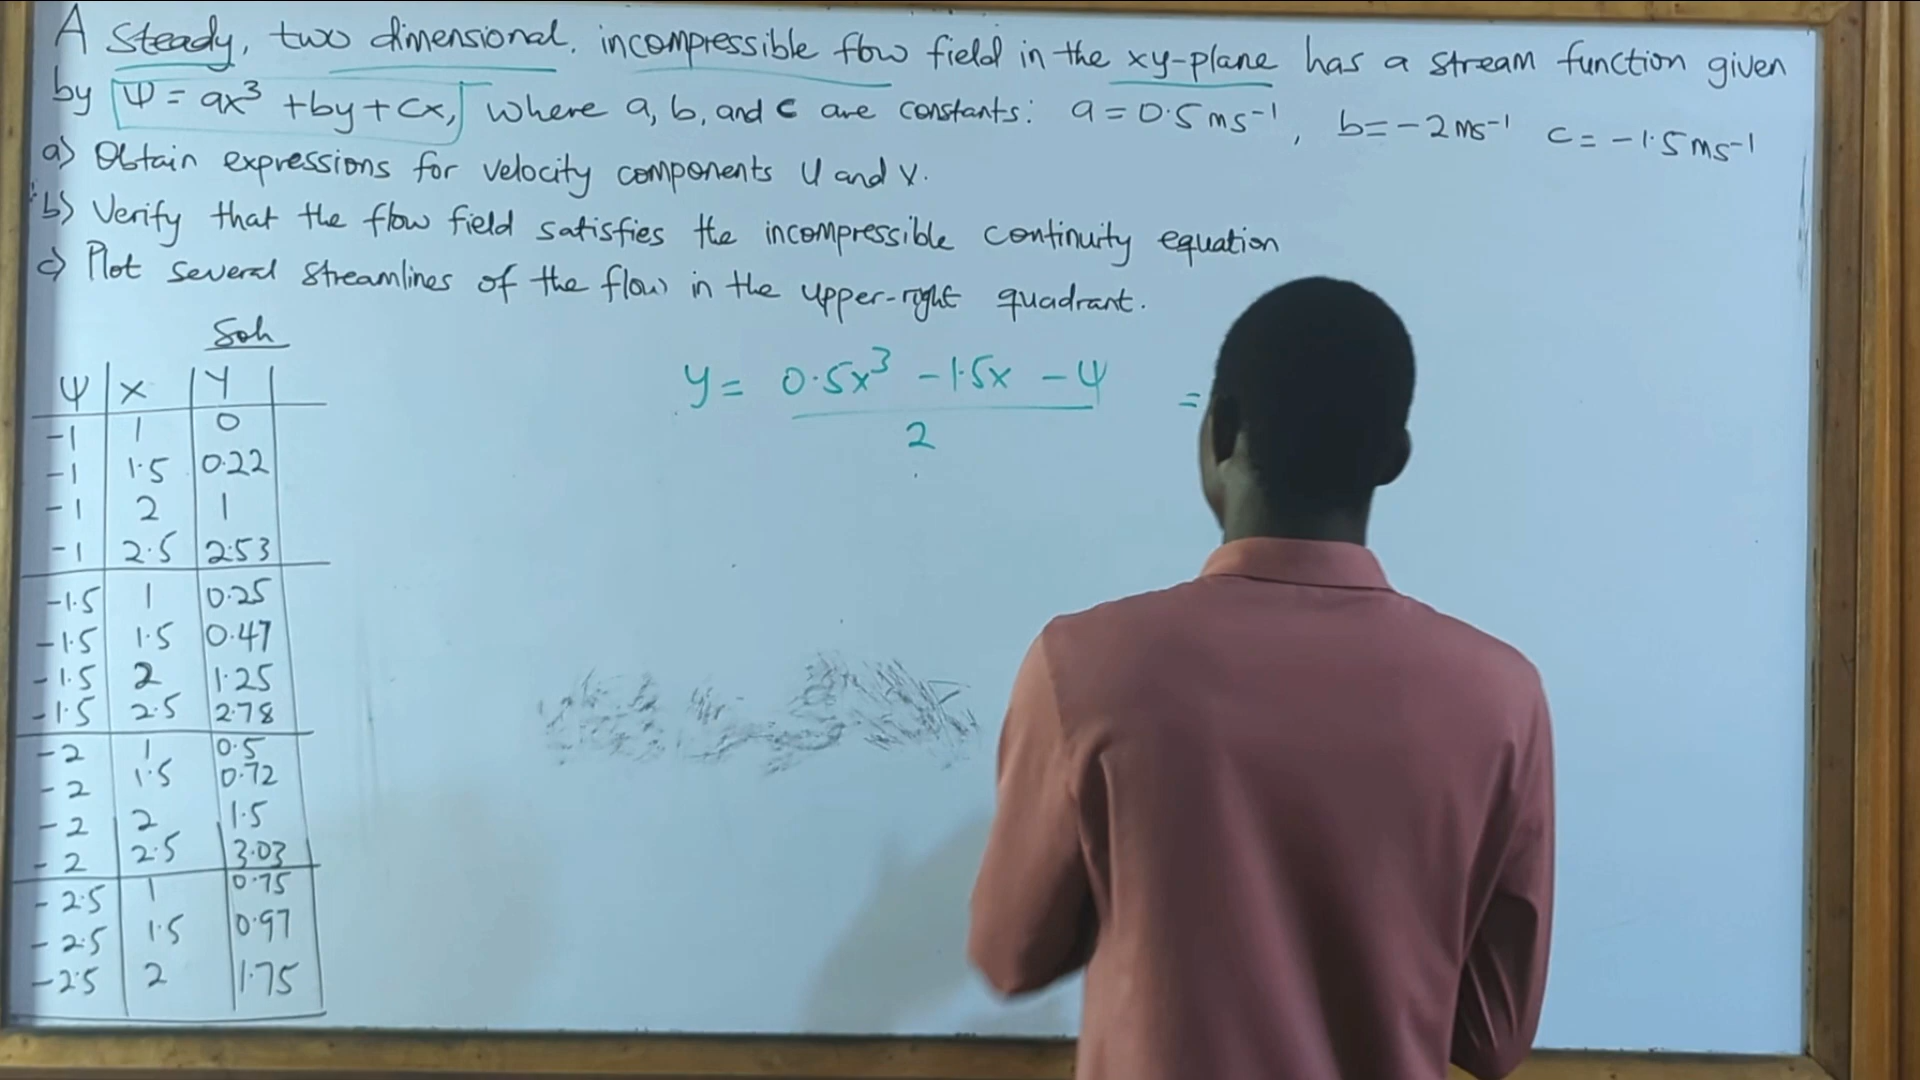 A steady, two dimensional, incompressible flow field in the xy-plane has a stream function given
by Ψ = ax³ + by + cx, where a, b, and c are constants: a = 0.5 ms⁻¹, b = -2 ms⁻¹ c = -1.5 ms⁻¹
a) Obtain expressions for velocity components U and V.
b) Verify that the flow field satisfies the incompressible continuity equation
c) Plot several streamlines of the flow in the upper-right quadrant.
Soln
y = (0.5x³ - 1.5x - Ψ) / 2 =
Ψ | x | Y
-1 | 1 | 0
-1 | 1.5 | 0.22
-1 | 2 | 1
-1 | 2.5 | 2.53
-1.5 | 1 | 0.25
-1.5 | 1.5 | 0.47
-1.5 | 2 | 1.25
-1.5 | 2.5 | 2.78
-2 | 1 | 0.5
-2 | 1.5 | 0.72
-2 | 2 | 1.5
-2 | 2.5 | 3.03
-2.5 | 1 | 0.75
-2.5 | 1.5 | 0.97
-2.5 | 2 | 1.75